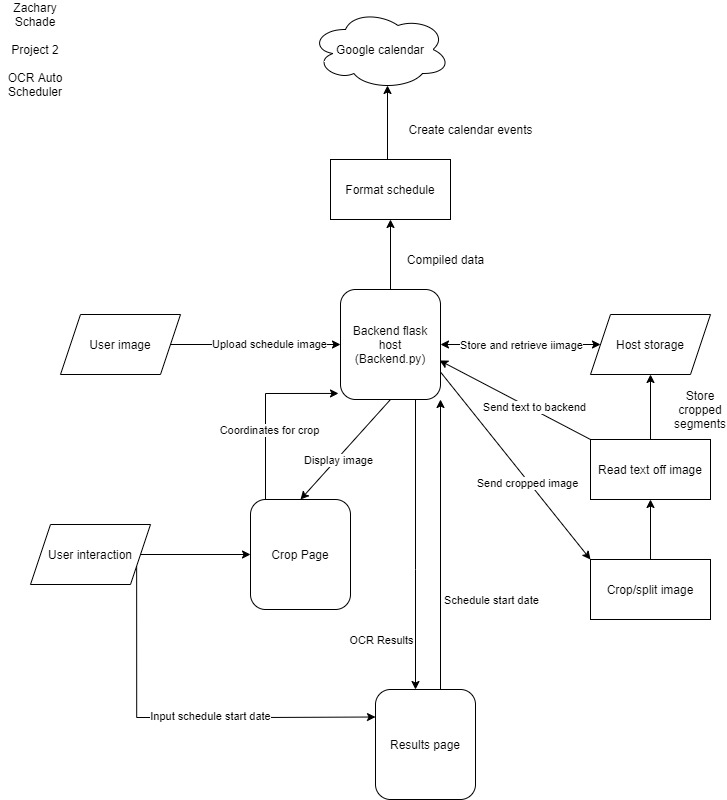 Zachary
Schade
Project 2
OCR Auto
Scheduler
Google calendar
Create calendar events
Format schedule
Compiled data
User image
Upload schedule image
Backend flask
host
(Backend.py)
Store and retrieve iimage
Host storage
Store
cropped
segments
Send text to backend
Coordinates for crop
Display image
Read text off image
Send cropped image
User interaction
Crop Page
Crop/split image
Schedule start date
OCR Results
Input schedule start date
Results page